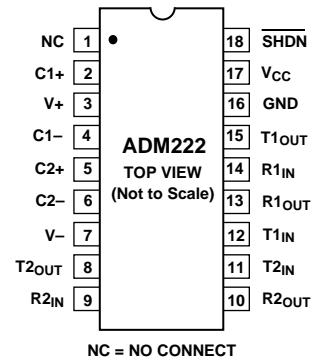 NC 1 18 SHDN
C1+ 2 17 VCC
V+ 3 16 GND
C1– 4 15 T1OUT
ADM222
C2+ 5 TOP VIEW 14 R1IN
C2– 6 (Not to Scale) 13 R1OUT
V– 7 12 T1IN
T2OUT 8 11 T2IN
R2IN 9 10 R2OUT
NC = NO CONNECT